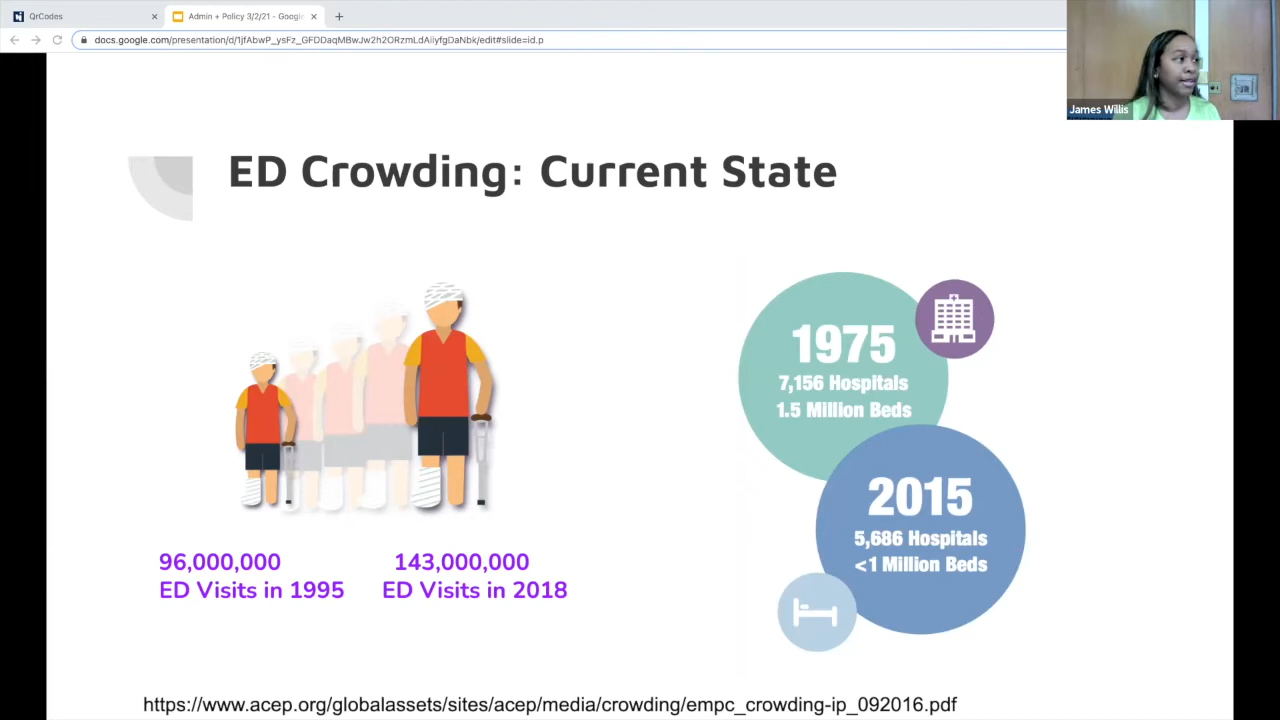 QrCodes
Admin + Policy 3/2/21 - Google
docs.google.com/presentation/d/1jfAbwP_ysFz_GFDDaqMBwJw2h2ORzmLdAiiyfgDaNbk/edit#slide=id.p
James Willis
ED Crowding: Current State
1975
7,156 Hospitals
1.5 Million Beds
2015
5,686 Hospitals
<1 Million Beds
96,000,000
ED Visits in 1995
143,000,000
ED Visits in 2018
https://www.acep.org/globalassets/sites/acep/media/crowding/empc_crowding-ip_092016.pdf